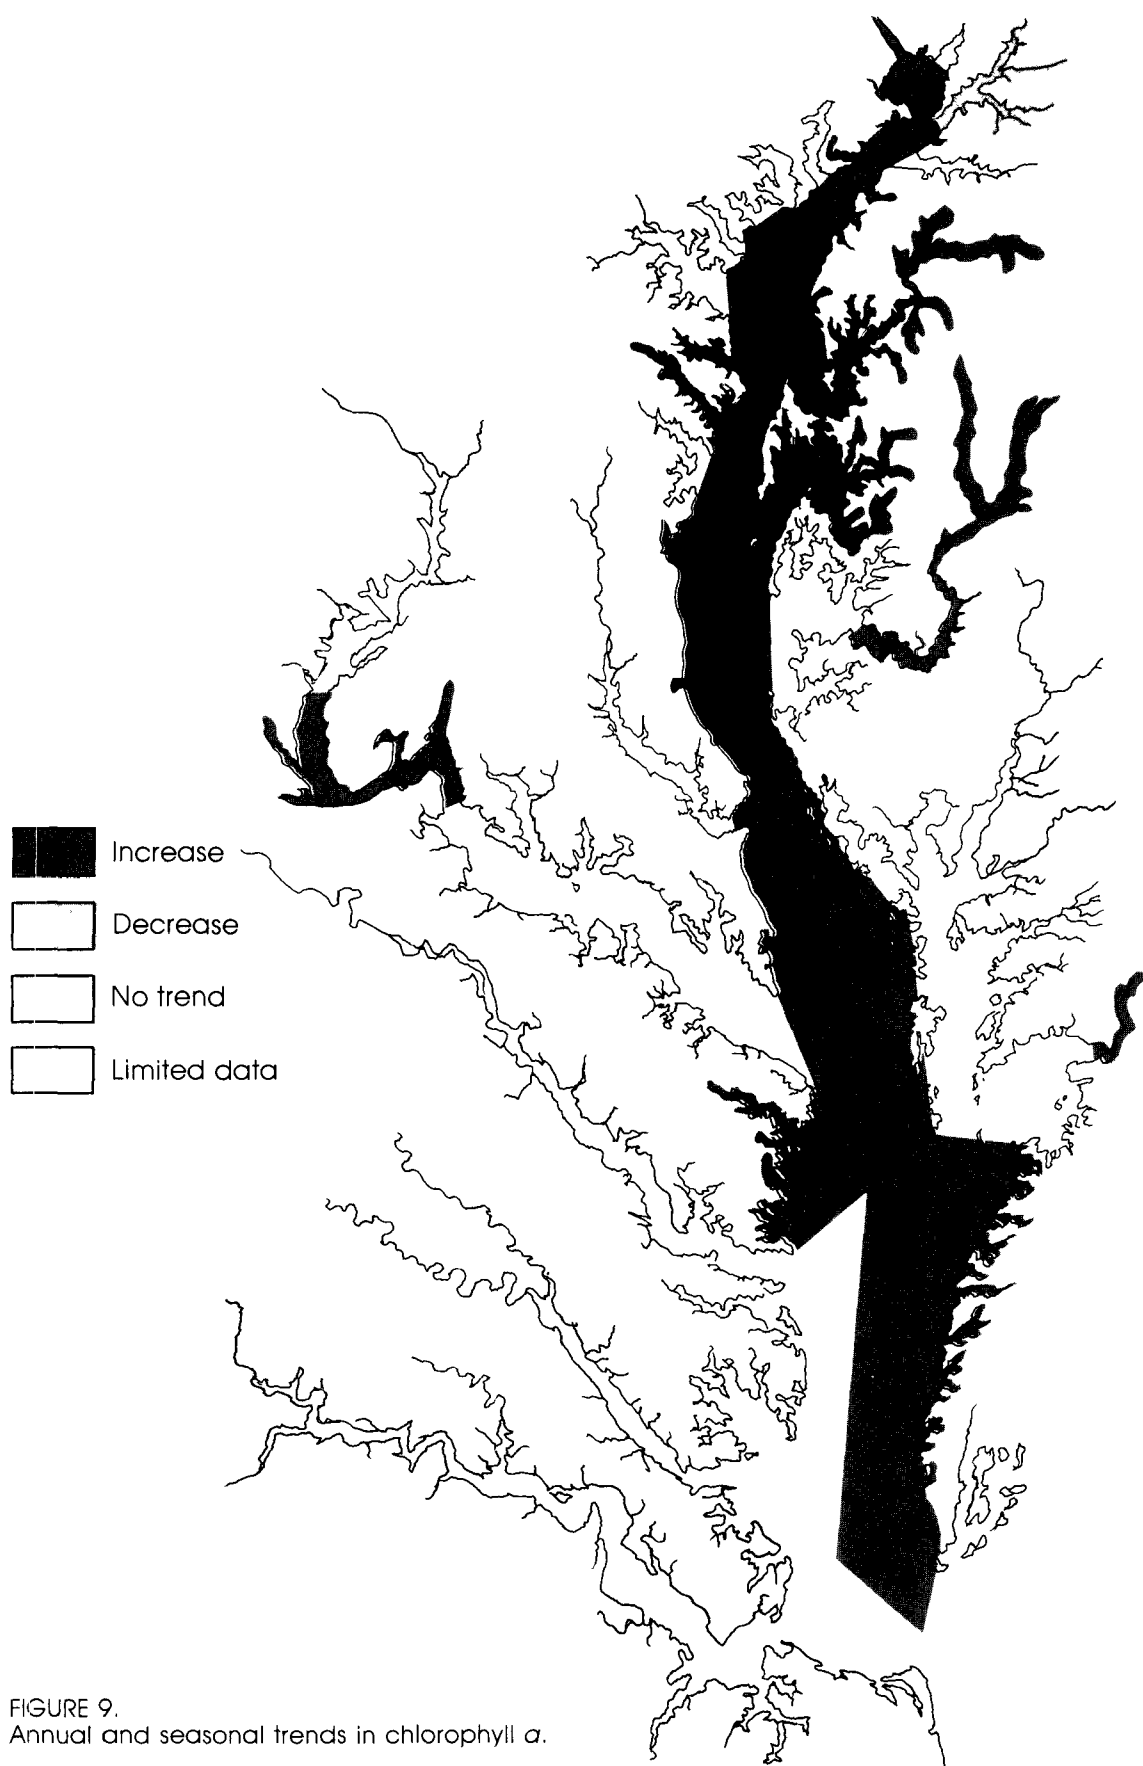 Increase
Decrease
No trend
Limited data
FIGURE 9.
Annual and seasonal trends in chlorophyll a.